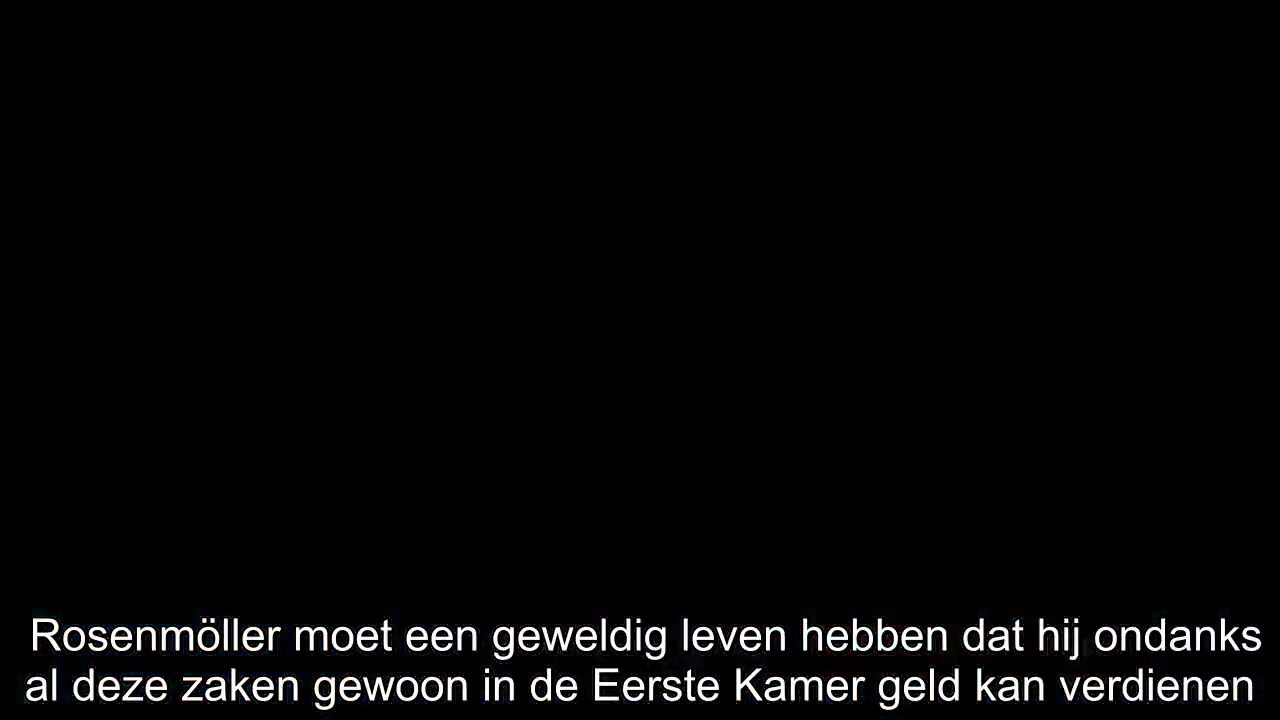 Rosenmöller moet een geweldig leven hebben dat hij ondanks
al deze zaken gewoon in de Eerste Kamer geld kan verdienen